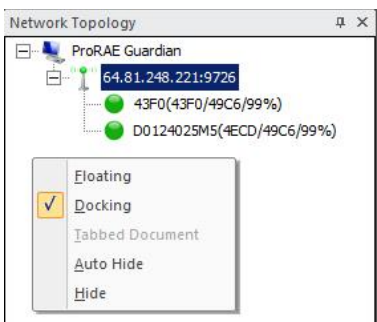 Network Topology
ProRAE Guardian
64.81.248.221:9726
43F0(43F0/49C6/99%)
D0124025M5(4ECD/49C6/99%)
Floating
Docking
Tabbed Document
Auto Hide
Hide